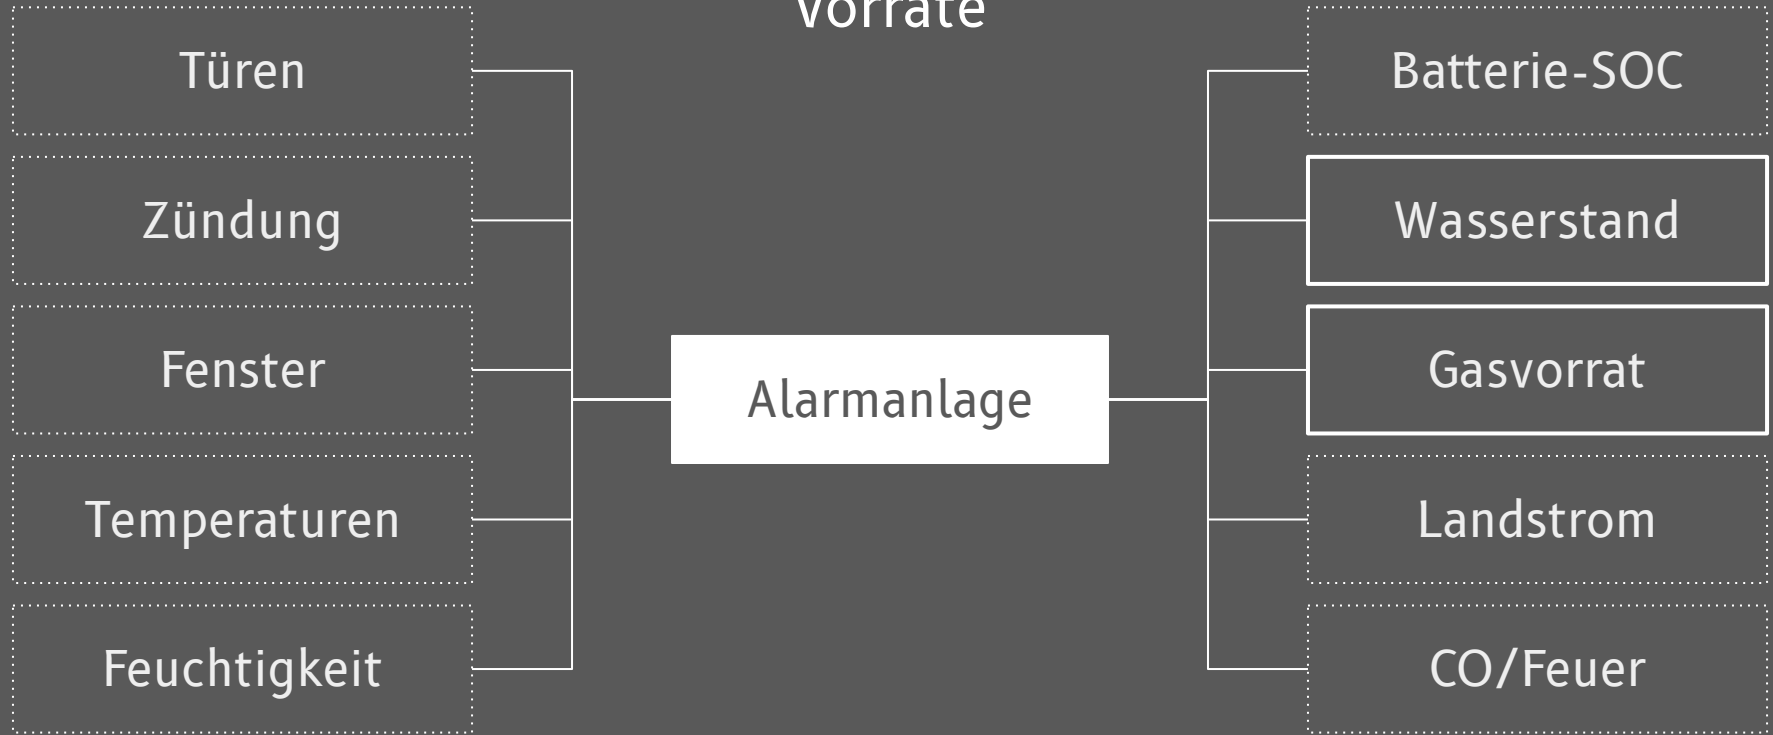 Vorräte
Türen
Zündung
Fenster
Temperaturen
Feuchtigkeit
Alarmanlage
Batterie-SOC
Wasserstand
Gasvorrat
Landstrom
CO/Feuer